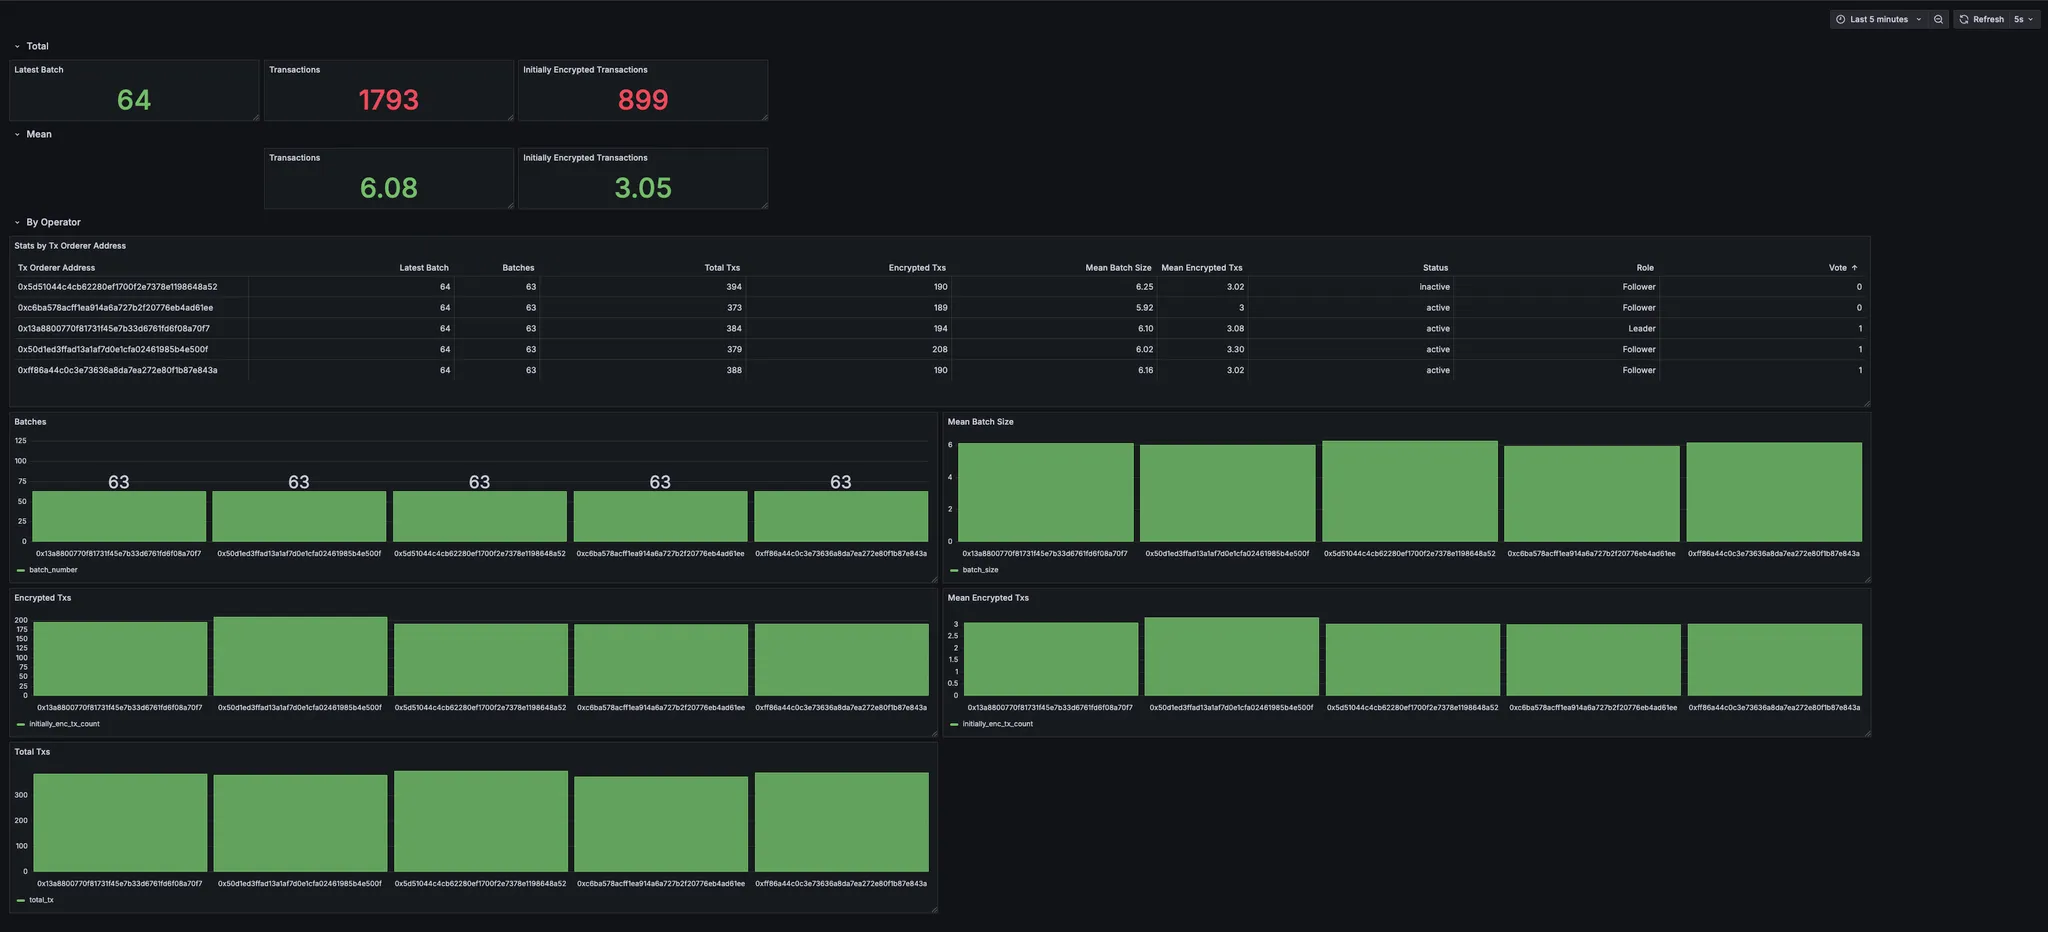 Last 5 minutes Refresh 5s
Total
Latest Batch Transactions Initially Encrypted Transactions
64 1793 899
Mean
Transactions Initially Encrypted Transactions
6.08 3.05
By Operator
Stats by Tx Orderer Address
Tx Orderer Address Latest Batch Batches Total Txs Encrypted Txs Mean Batch Size Mean Encrypted Txs Status Role Vote ↑
0x5d51044c4cb62280ef1700f2e7378e1198648a52 64 63 394 190 6.25 3.02 inactive Follower 0
0xc6ba578acff1ea914a6a727b2f20776eb4ad61ee 64 63 373 189 5.92 3 active Follower 0
0x13a8800770f81731f45e7b33d6761fd6f08a70f7 64 63 384 194 6.10 3.08 active Leader 1
0x50d1ed3ffad13a1af7d0e1cfa02461985b4e500f 64 63 379 208 6.02 3.30 active Follower 1
0xff86a44c0c3e73636a8da7ea272e80f1b87e843a 64 63 388 190 6.16 3.02 active Follower 1
Batches
125
100
75
50
25
0
63 63 63 63 63
0x13a8800770f81731f45e7b33d6761fd6f08a70f7 0x50d1ed3ffad13a1af7d0e1cfa02461985b4e500f 0x5d51044c4cb62280ef1700f2e7378e1198648a52 0xc6ba578acff1ea914a6a727b2f20776eb4ad61ee 0xff86a44c0c3e73636a8da7ea272e80f1b87e843a
batch_number
Mean Batch Size
6
4
2
0
0x13a8800770f81731f45e7b33d6761fd6f08a70f7 0x50d1ed3ffad13a1af7d0e1cfa02461985b4e500f 0x5d51044c4cb62280ef1700f2e7378e1198648a52 0xc6ba578acff1ea914a6a727b2f20776eb4ad61ee 0xff86a44c0c3e73636a8da7ea272e80f1b87e843a
batch_size
Encrypted Txs
200
175
150
125
100
75
50
25
0
0x13a8800770f81731f45e7b33d6761fd6f08a70f7 0x50d1ed3ffad13a1af7d0e1cfa02461985b4e500f 0x5d51044c4cb62280ef1700f2e7378e1198648a52 0xc6ba578acff1ea914a6a727b2f20776eb4ad61ee 0xff86a44c0c3e73636a8da7ea272e80f1b87e843a
initially_enc_tx_count
Mean Encrypted Txs
3
2.5
2
1.5
1
0.5
0
0x13a8800770f81731f45e7b33d6761fd6f08a70f7 0x50d1ed3ffad13a1af7d0e1cfa02461985b4e500f 0x5d51044c4cb62280ef1700f2e7378e1198648a52 0xc6ba578acff1ea914a6a727b2f20776eb4ad61ee 0xff86a44c0c3e73636a8da7ea272e80f1b87e843a
initially_enc_tx_count
Total Txs
300
200
100
0
0x13a8800770f81731f45e7b33d6761fd6f08a70f7 0x50d1ed3ffad13a1af7d0e1cfa02461985b4e500f 0x5d51044c4cb62280ef1700f2e7378e1198648a52 0xc6ba578acff1ea914a6a727b2f20776eb4ad61ee 0xff86a44c0c3e73636a8da7ea272e80f1b87e843a
total_tx